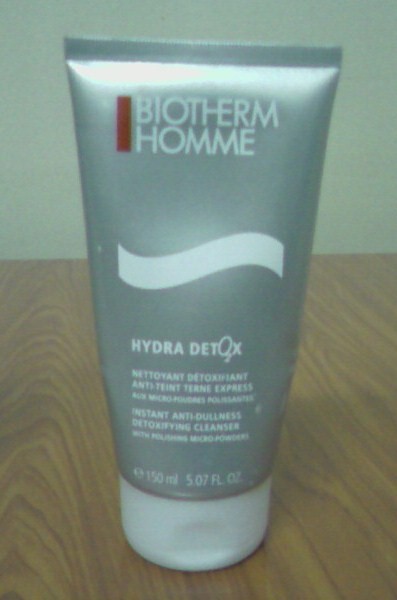 BIOTHERM
HOMME
HYDRA DETO2X
NETTOYANT DÉTOXIFIANT
ANTI-TEINT TERNE EXPRESS
AUX MICRO-POUDRES POLISSANTES
INSTANT ANTI-DULLNESS
DETOXIFYING CLEANSER
WITH POLISHING MICRO-POWDERS
℮ 150 ml 5.07 FL. OZ.